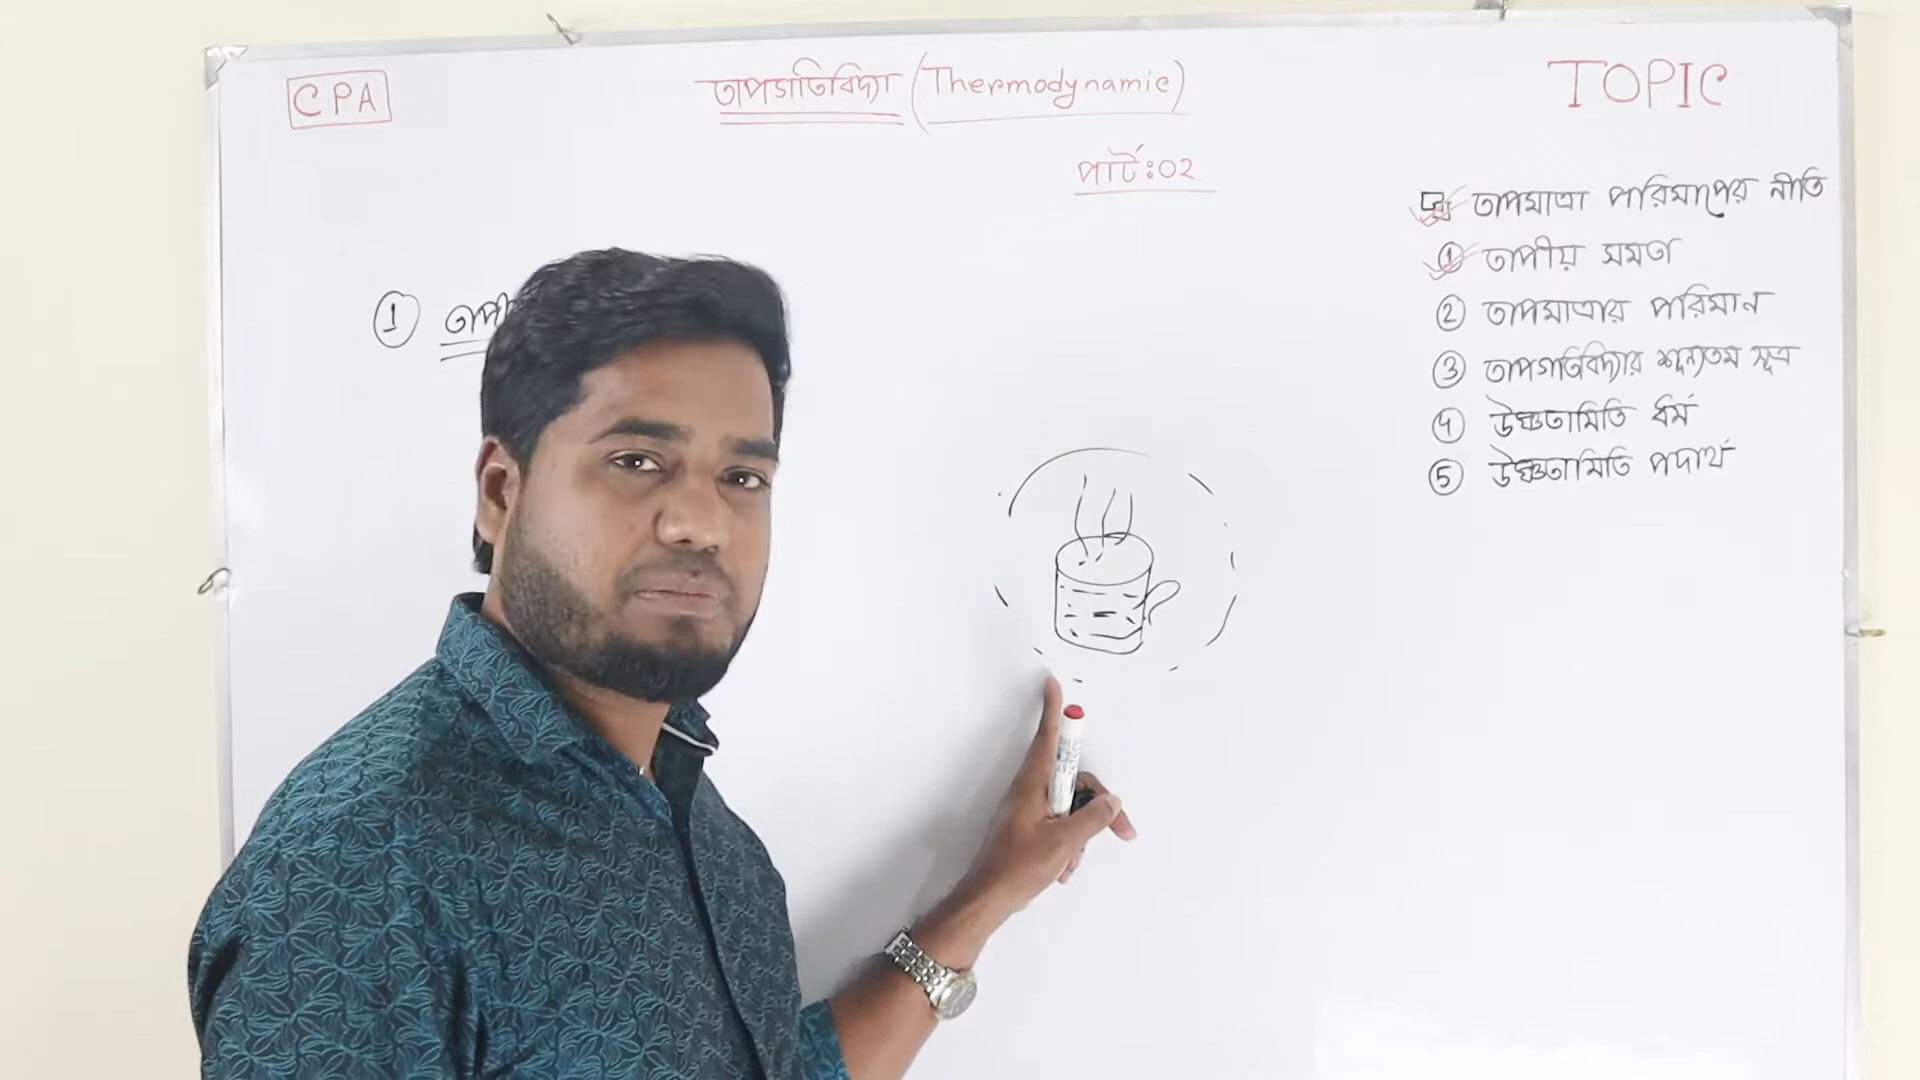 CPA
তাপগতিবিদ্যা (Thermodynamic)
পার্ট:০২
TOPIC
তাপমাত্রা পরিমাপের নীতি
① তাপীয় সমতা
② তাপমাত্রার পরিমান
③ তাপগতিবিদ্যার শূন্যতম সূত্র
④ উষ্ণতামিতি ধর্ম
⑤ উষ্ণতামিতি পদার্থ
①